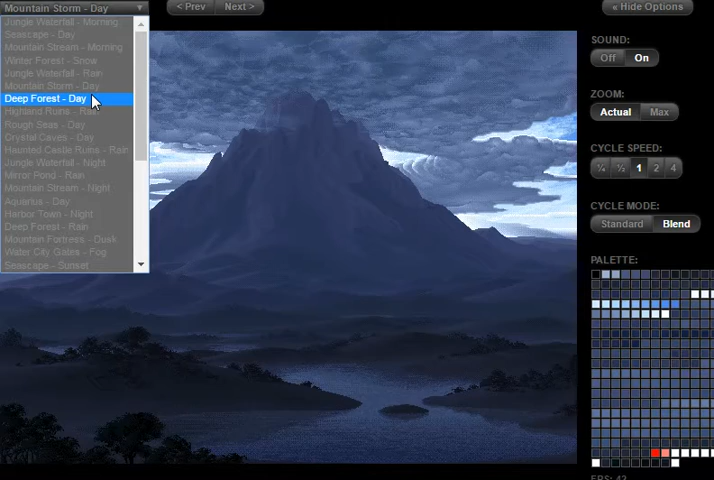 Mountain Storm - Day
< Prev
Next >
« Hide Options
Jungle Waterfall - Morning
Seascape - Day
Mountain Stream - Morning
Winter Forest - Snow
Jungle Waterfall - Rain
Mountain Storm - Day
Deep Forest - Day
Highland Ruins - Rain
Rough Seas - Day
Crystal Caves - Day
Haunted Castle Ruins - Rain
Jungle Waterfall - Night
Mirror Pond - Rain
Mountain Stream - Night
Aquarius - Day
Harbor Town - Night
Deep Forest - Rain
Mountain Fortress - Dusk
Water City Gates - Fog
Seascape - Sunset
SOUND:
Off On
ZOOM:
Actual Max
CYCLE SPEED:
¼ ½ 1 2 4
CYCLE MODE:
Standard Blend
PALETTE:
FPS: 42